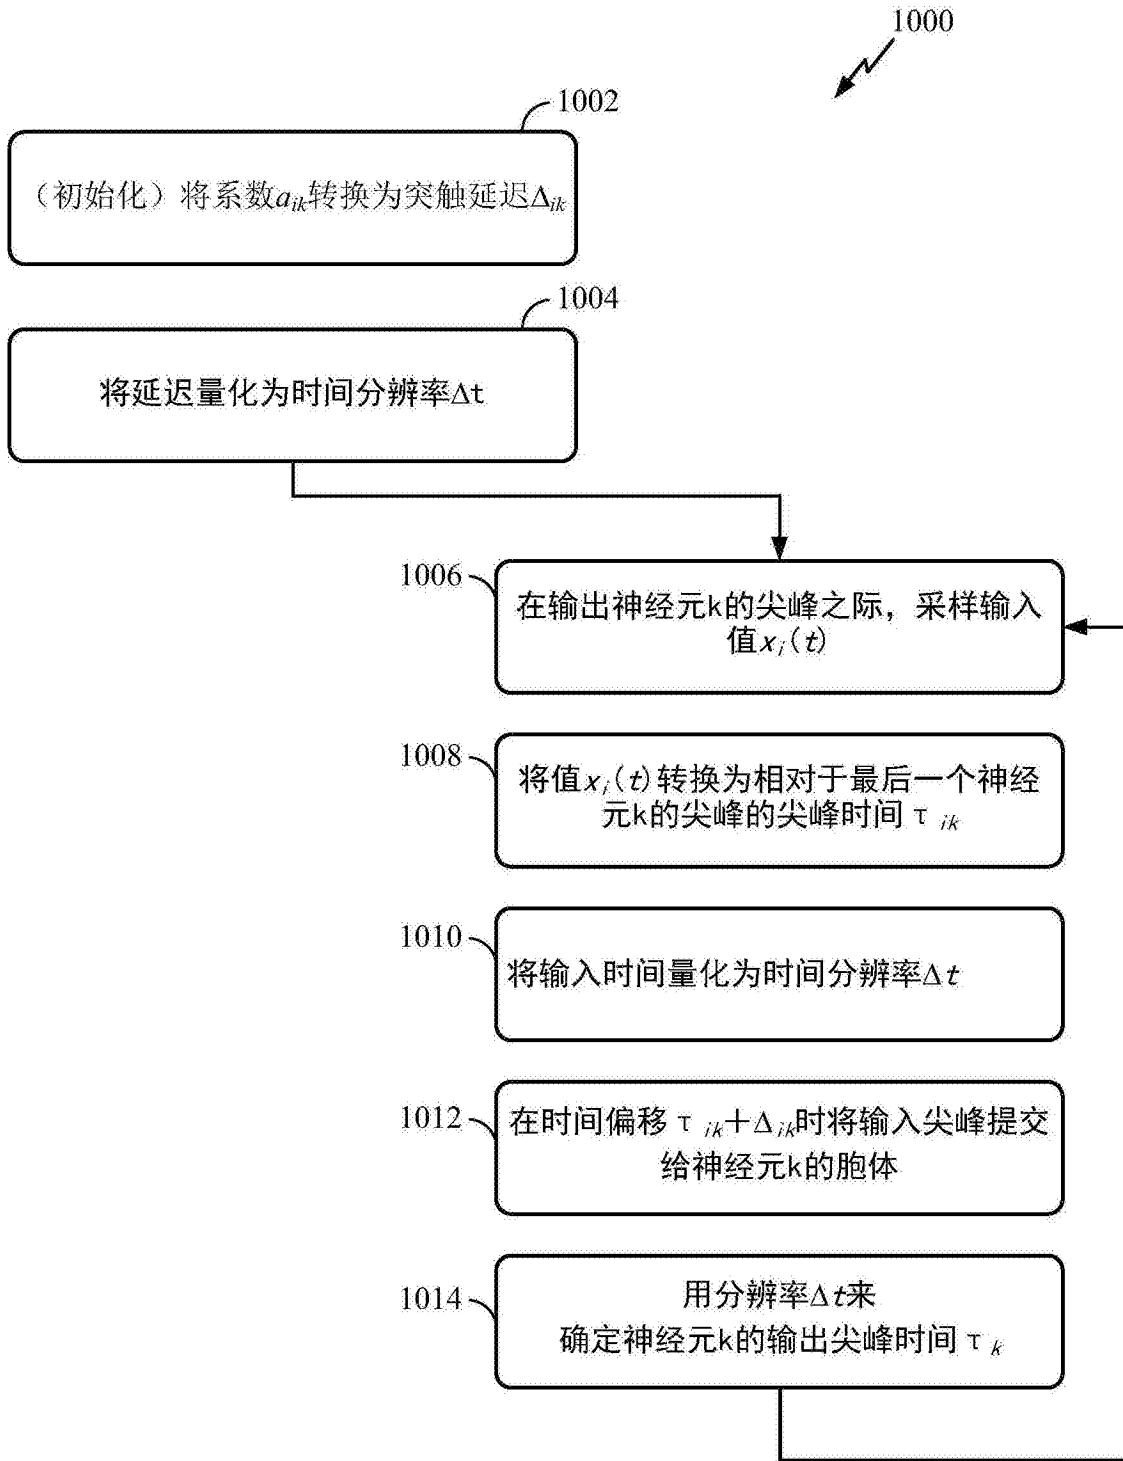 1000
1002
（初始化）将系数aik转换为突触延迟Δik
1004
将延迟量化为时间分辨率Δt
1006
在输出神经元k的尖峰之际，采样输入
值xi(t)
1008
将值xi(t)转换为相对于最后一个神经
元k的尖峰的尖峰时间τik
1010
将输入时间量化为时间分辨率Δt
1012
在时间偏移τik+Δik时将输入尖峰提交
给神经元k的胞体
1014
用分辨率Δt来
确定神经元k的输出尖峰时间τk